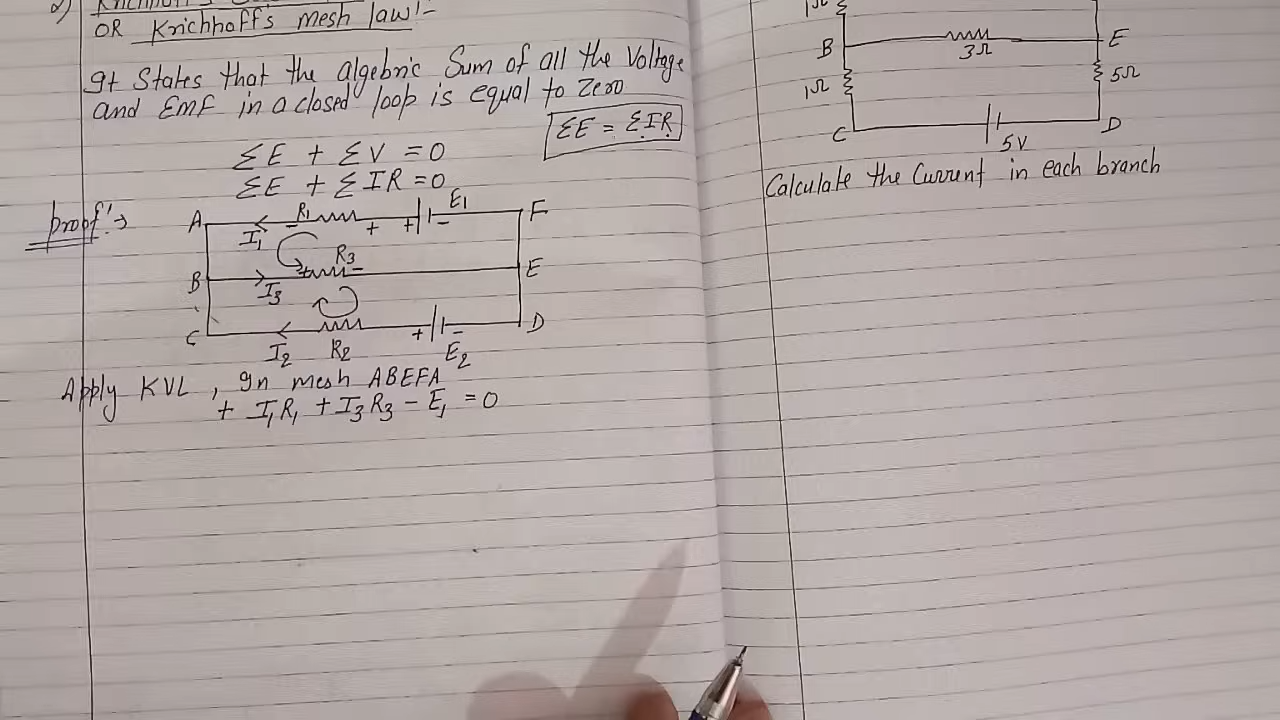 2)
OR Krichhoff's mesh law:-
It States that the algebric Sum of all the Voltage
and Emf in a closed loop is equal to Zero
ΣE = ΣIR
ΣE + ΣV = 0
ΣE + ΣIR = 0
proof:→
A I₁ R₁ + + - E₁ F
B I₃ + R₃ - E
C I₂ R₂ + - E₂ D
Apply KVL, In mesh ABEFA
+ I₁R₁ + I₃R₃ - E₁ = 0
1Ω
B 3Ω E
1Ω 5Ω
C 5V D
Calculate the Current in each branch